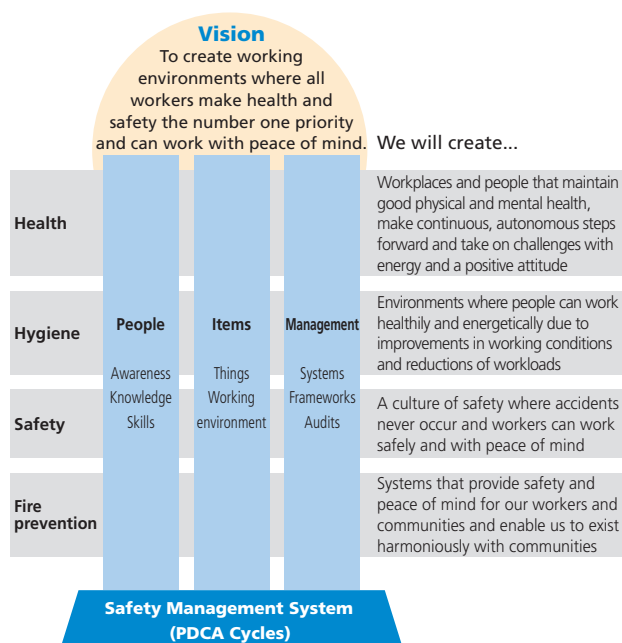 Vision
To create working
environments where all
workers make health and
safety the number one priority
and can work with peace of mind.
We will create...
Health
Workplaces and people that maintain
good physical and mental health,
make continuous, autonomous steps
forward and take on challenges with
energy and a positive attitude
Hygiene
Environments where people can work
healthily and energetically due to
improvements in working conditions
and reductions of workloads
People
Awareness
Knowledge
Skills
Items
Things
Working
environment
Management
Systems
Frameworks
Audits
Safety
A culture of safety where accidents
never occur and workers can work
safely and with peace of mind
Fire
prevention
Systems that provide safety and
peace of mind for our workers and
communities and enable us to exist
harmoniously with communities
Safety Management System
(PDCA Cycles)